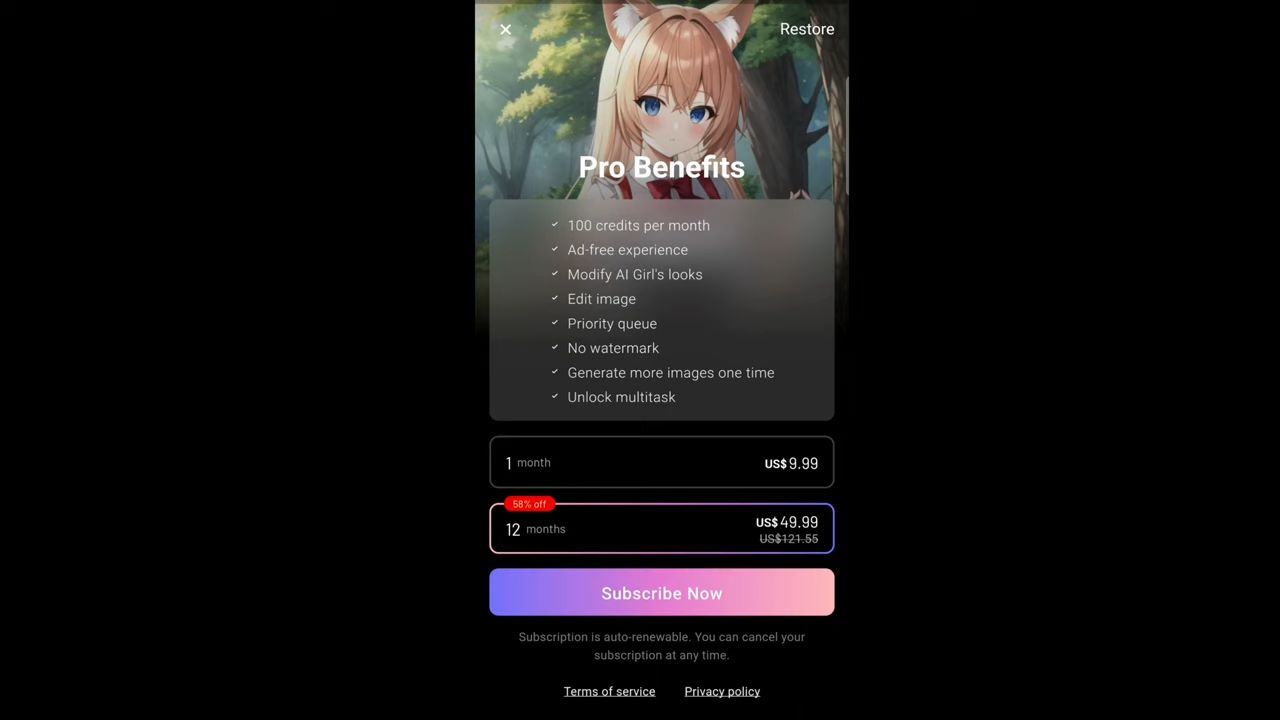 Restore
Pro Benefits
100 credits per month
Ad-free experience
Modify AI Girl's looks
Edit image
Priority queue
No watermark
Generate more images one time
Unlock multitask
1 month US$9.99
58% off
12 months US$49.99
US$121.55
Subscribe Now
Subscription is auto-renewable. You can cancel your
subscription at any time.
Terms of service Privacy policy